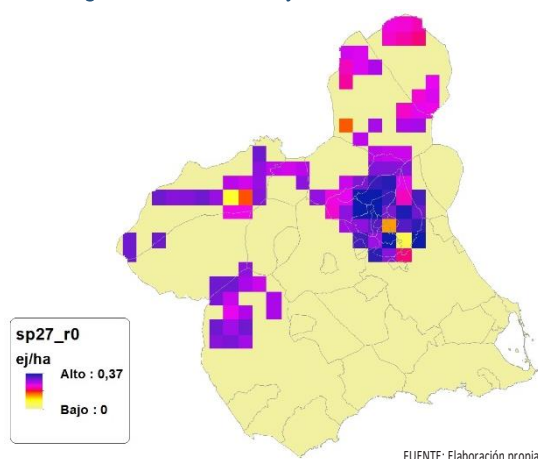 sp27_r0
ej/ha
Alto : 0,37
Bajo : 0
FUENTE: Elaboración propia